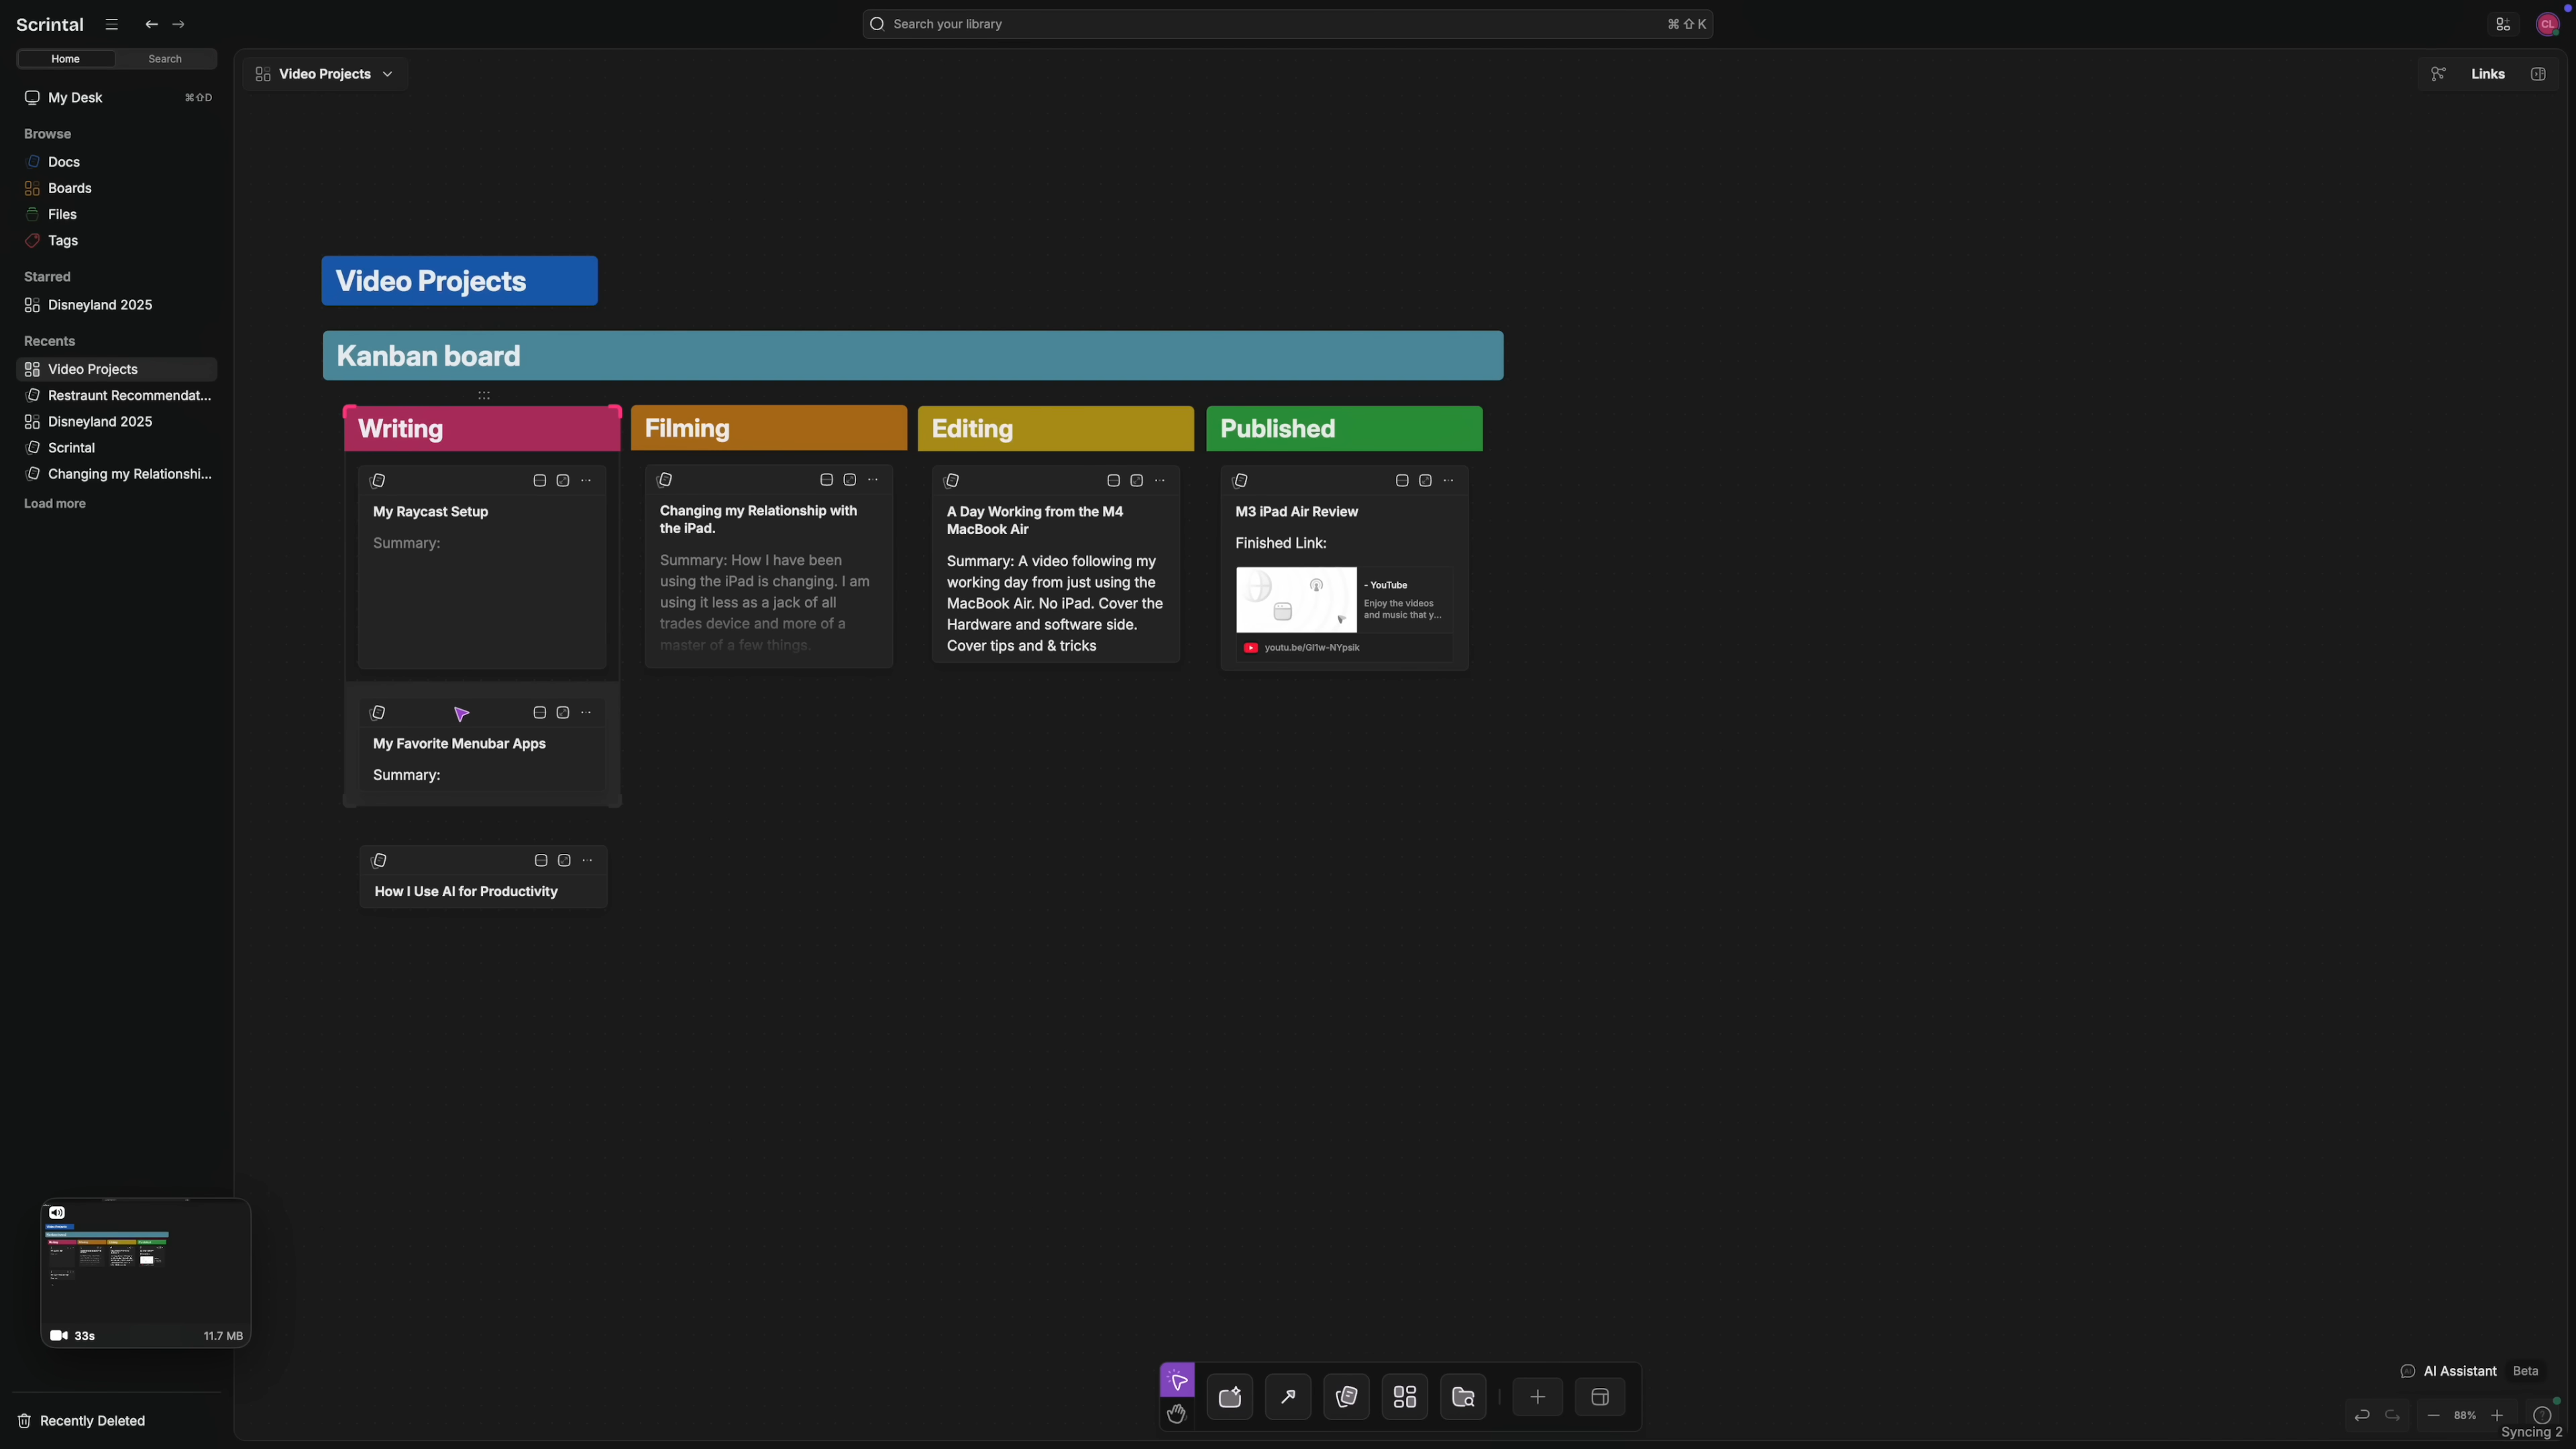 Scrintal
Search your library
⌘⇧K
CL
Home
Search
My Desk
⌘⇧D
Browse
Docs
Boards
Files
Tags
Starred
Disneyland 2025
Recents
Video Projects
Restraunt Recommendat...
Disneyland 2025
Scrintal
Changing my Relationshi...
Load more
Video Projects
Links
Video Projects
Kanban board
Writing
My Raycast Setup
Summary:
My Favorite Menubar Apps
Summary:
How I Use AI for Productivity
Filming
Changing my Relationship with
the iPad.
Summary: How I have been
using the iPad is changing. I am
using it less as a jack of all
trades device and more of a
master of a few things.
Editing
A Day Working from the M4
MacBook Air
Summary: A video following my
working day from just using the
MacBook Air. No iPad. Cover the
Hardware and software side.
Cover tips and & tricks
Published
M3 iPad Air Review
Finished Link:
- YouTube
Enjoy the videos
and music that y...
33s
11.7 MB
Recently Deleted
AI Assistant
Beta
88%
Syncing 2